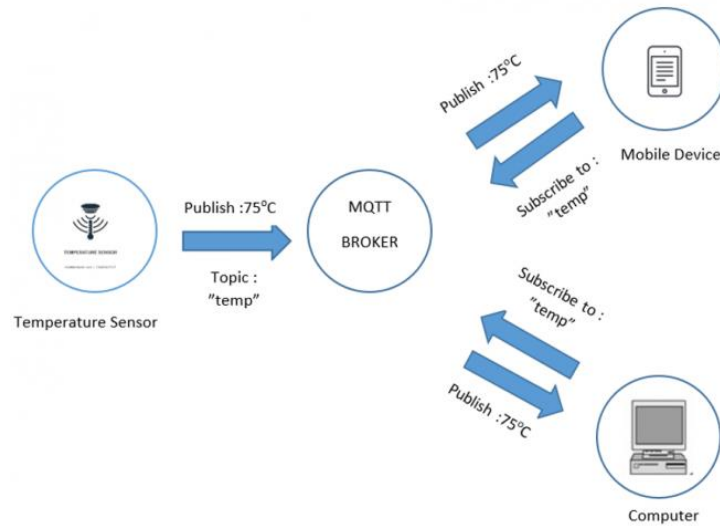 Publish :75°C
Mobile Device
Subscribe to :
"temp"
Publish :75°C
Topic :
"temp"
MQTT
BROKER
TEMPERATURE SENSOR
Temperature Sensor
Subscribe to :
"temp"
Publish :75°C
Computer